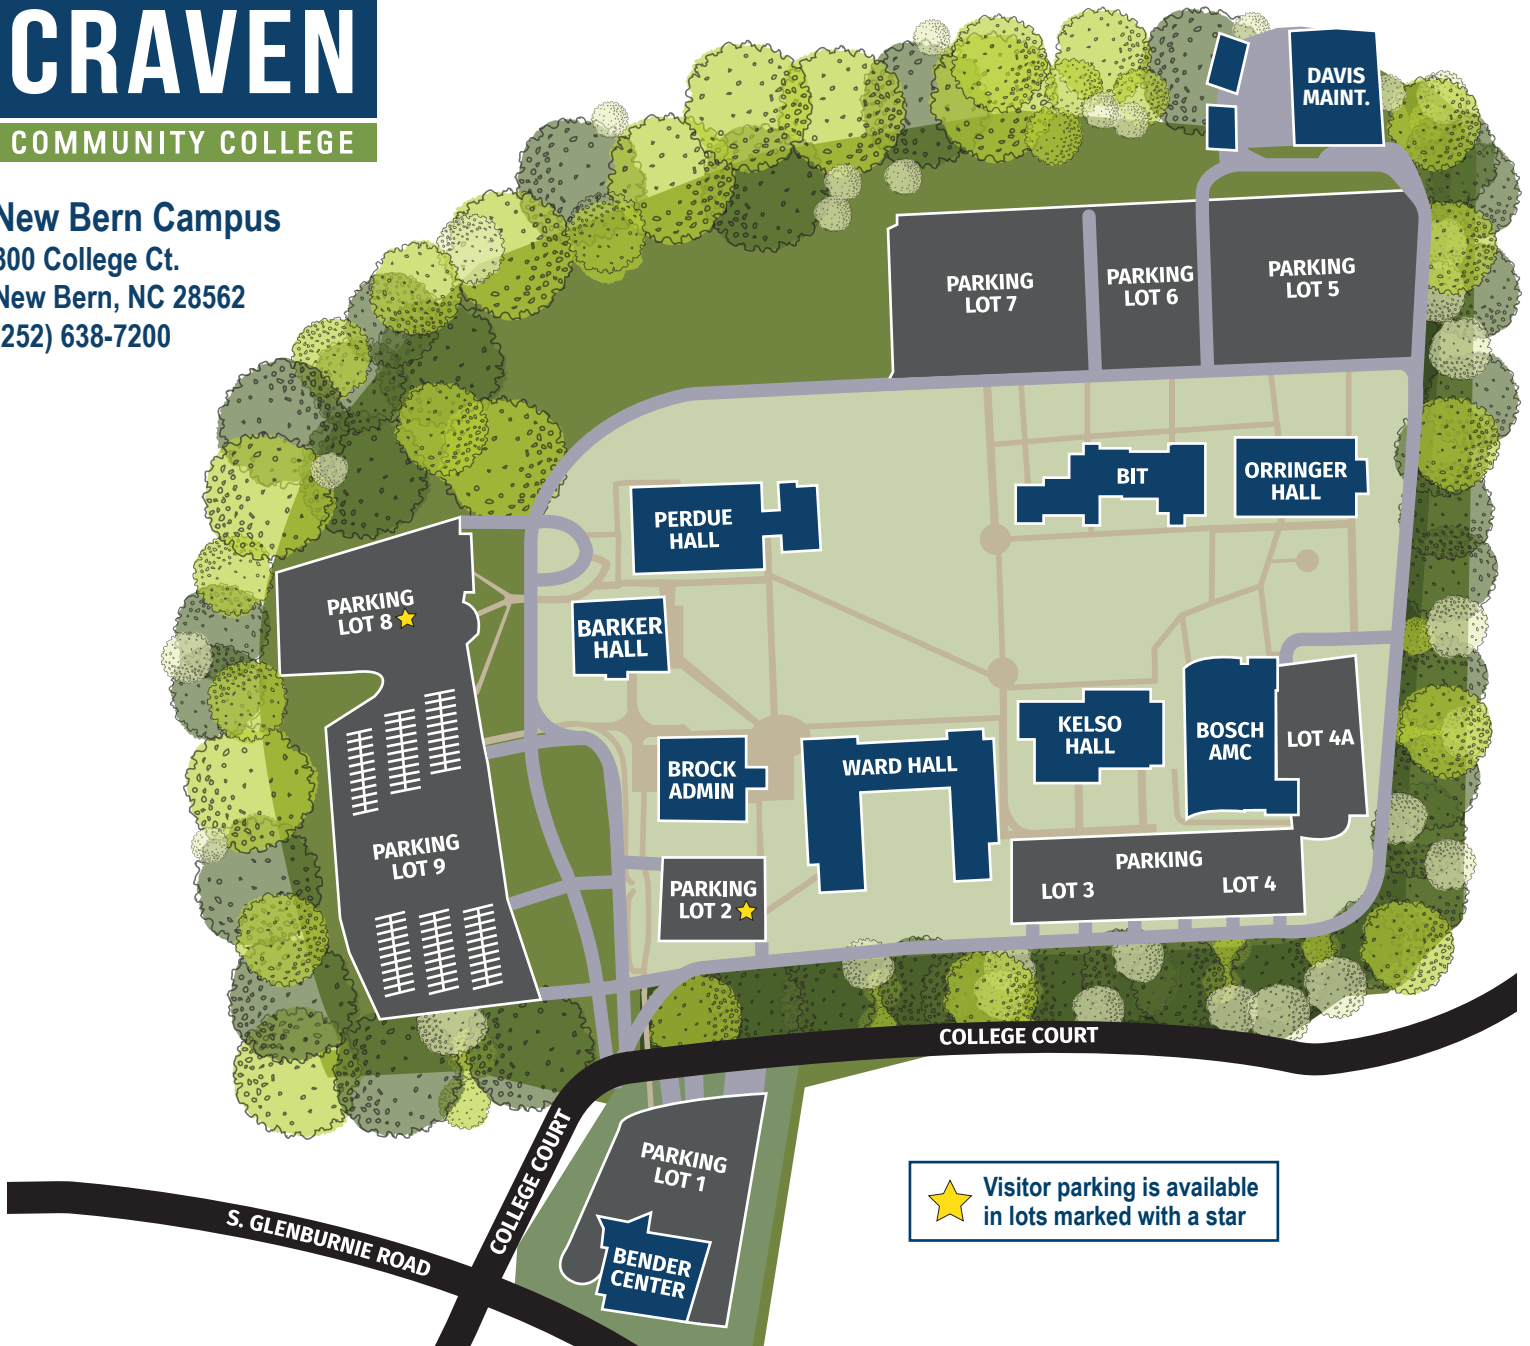 CRAVEN
COMMUNITY COLLEGE
New Bern Campus
800 College Ct.
New Bern, NC 28562
(252) 638-7200
DAVIS
MAINT.
PARKING
LOT 7
PARKING
LOT 6
PARKING
LOT 5
BIT
ORRINGER
HALL
PERDUE
HALL
PARKING
LOT 8
BARKER
HALL
KELSO
HALL
BOSCH
AMC
LOT 4A
BROCK
ADMIN
WARD HALL
PARKING
LOT 9
PARKING
LOT 2
PARKING
LOT 3
LOT 4
COLLEGE COURT
COLLEGE COURT
PARKING
LOT 1
S. GLENBURNIE ROAD
BENDER
CENTER
Visitor parking is available
in lots marked with a star